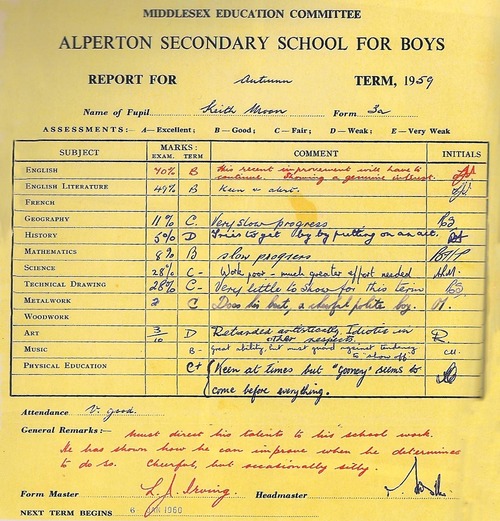 MIDDLESEX EDUCATION COMMITTEE
ALPERTON SECONDARY SCHOOL FOR BOYS
REPORT FOR Autumn TERM, 1959
Name of Pupil Keith Moon Form 3a
ASSESSMENTS:— A—Excellent; B—Good; C—Fair; D—Weak; E—Very Weak
SUBJECT MARKS: EXAM. TERM COMMENT INITIALS
ENGLISH 70% B This recent improvement will have to continue. Showing a genuine interest.
ENGLISH LITERATURE 49% B Keen & alert.
FRENCH
GEOGRAPHY 11% C. Very slow progress
HISTORY 5% D Tries to get by by putting on an act.
MATHEMATICS 8% B slow progress
SCIENCE 28% C- Work poor - much greater effort needed
TECHNICAL DRAWING 28% C- Very little to show for this term
METALWORK C Does his best, a cheerful polite boy.
WOODWORK
ART 3/10 D Retarded artistically. Idiotic in other respects.
MUSIC B- Great ability, but must guard against tendency to show off.
PHYSICAL EDUCATION C+ Keen at times but "Goonery" seems to
come before everything.
Attendance V. good.
General Remarks:— Must direct his talents to his school work.
He has shown how he can improve when he determines
to do so. Cheerful, but occasionally silly.
Form Master L. J. Irving. Headmaster
NEXT TERM BEGINS 6 JAN 1960